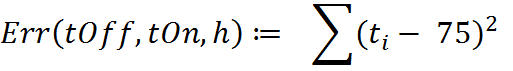 Err(tOff, tOn, h) ≔ ∑(tᵢ − 75)²